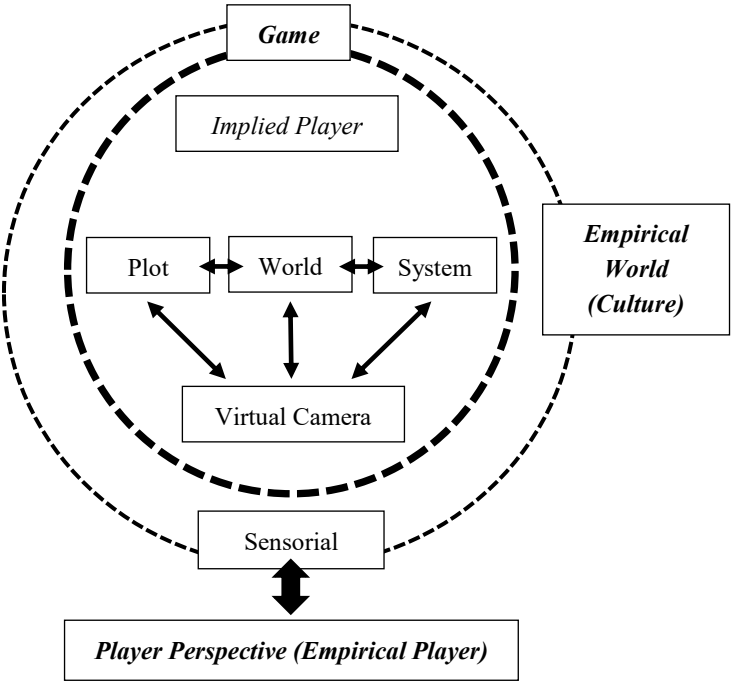 Game
Implied Player
Empirical
World
(Culture)
Plot
World
System
Virtual Camera
Sensorial
Player Perspective (Empirical Player)